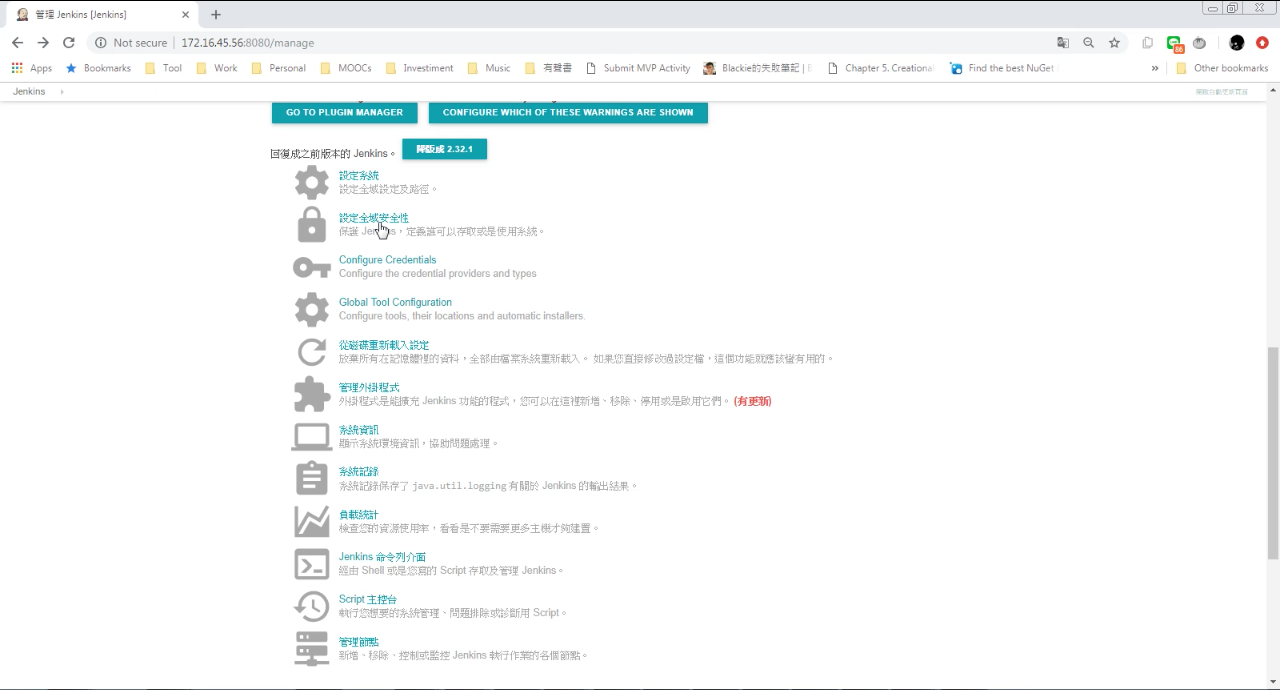 管理 Jenkins [Jenkins]
Not secure
172.16.45.56:8080/manage
86
Apps
Bookmarks
Tool
Work
Personal
MOOCs
Investiment
Music
有聲書
Submit MVP Activity
Blackie的失敗筆記 |
Chapter 5. Creationa
Find the best NuGet
»
Other bookmarks
Jenkins
GO TO PLUGIN MANAGER
CONFIGURE WHICH OF THESE WARNINGS ARE SHOWN
回復成之前版本的 Jenkins。
降版成 2.32.1
設定系統
設定全域設定及路徑。
設定全域安全性
保護 Jenkins，定義誰可以存取或是使用系統。
Configure Credentials
Configure the credential providers and types
Global Tool Configuration
Configure tools, their locations and automatic installers.
從磁碟重新載入設定
放棄所有在記憶體裡的資料，全部由檔案系統重新載入。 如果您直接修改過設定檔，這個功能就應該蠻有用的。
管理外掛程式
外掛程式是能擴充 Jenkins 功能的程式，您可以在這裡新增、移除、停用或是啟用它們。 (有更新)
系統資訊
顯示系統環境資訊，協助問題處理。
系統記錄
系統記錄保存了 java.util.logging 有關於 Jenkins 的輸出結果。
負載統計
檢查您的資源使用率，看看是不要需要更多主機才夠建置。
Jenkins 命令列介面
經由 Shell 或是您寫的 Script 存取及管理 Jenkins。
Script 主控台
執行您想要的系統管理、問題排除或診斷用 Script。
管理節點
新增、移除、控制或監控 Jenkins 執行作業的各個節點。